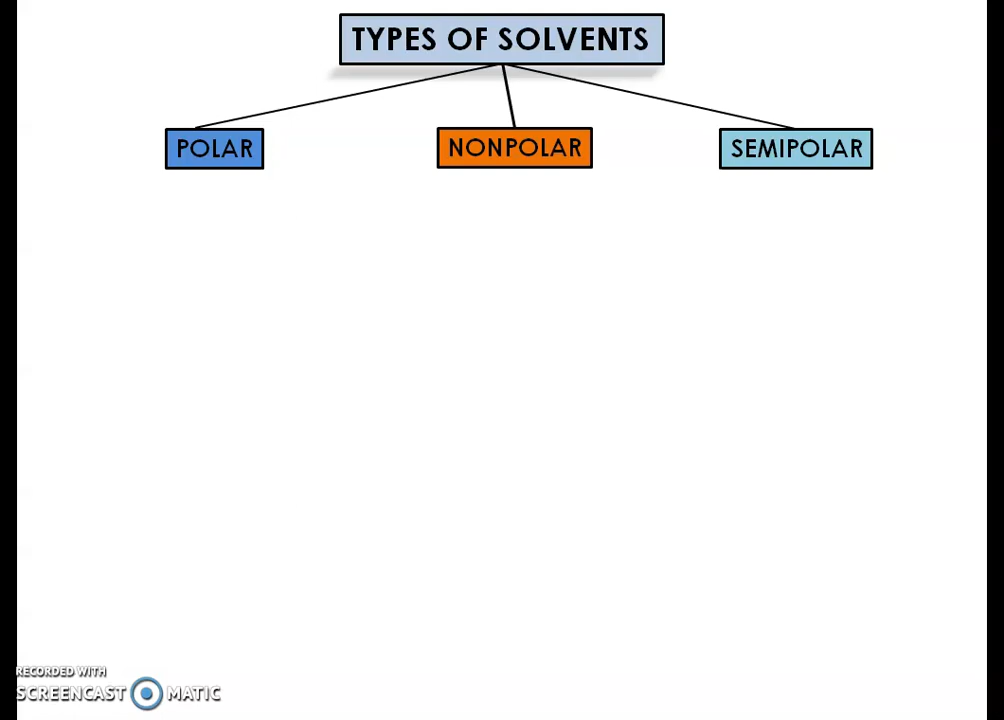 TYPES OF SOLVENTS
POLAR
NONPOLAR
SEMIPOLAR
RECORDED WITH
SCREENCAST MATIC